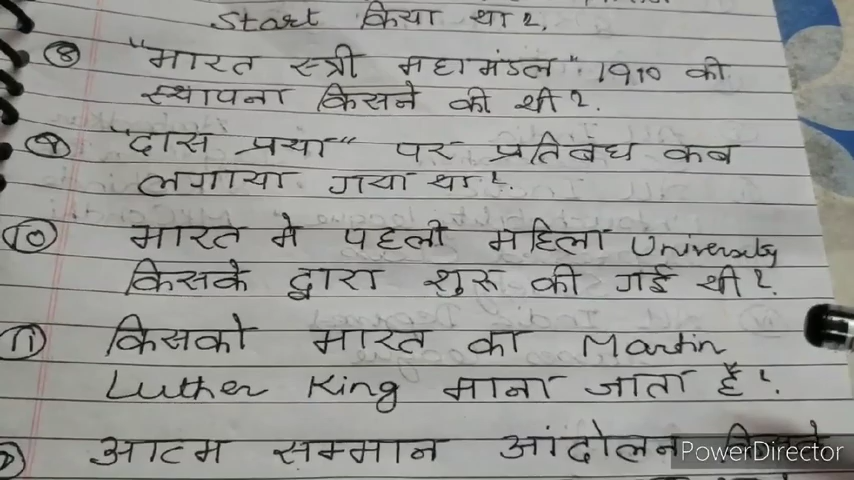 Start किया था ?.
⑧ "भारत स्त्री महामंडल" 1910 की
स्थापना किसने की थी ?.
⑨ "दास प्रथा" पर प्रतिबंध कब
लगाया गया था ?.
⑩ भारत मे पहली महिला University
किसके द्वारा शुरू की गई थी ?.
⑪ किसको भारत का Martin
Luther King माना जाता है ?.
आत्म सम्मान आंदोलन
PowerDirector